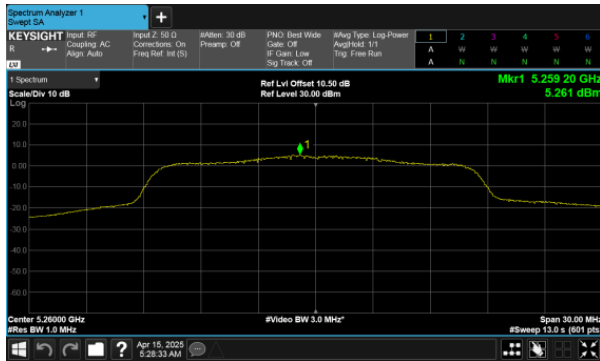 Spectrum Analyzer 1
Swept SA
+
KEYSIGHT Input: RF Input Z: 50 Ω #Atten: 30 dB PNO: Best Wide #Avg Type: Log-Power 1 2 3 4 5 6
R Coupling: AC Corrections: On Preamp: Off Gate: Off Avg|Hold: 1/1 A W W W W W
Align: Auto Freq Ref: Int (S) IF Gain: Low Trig: Free Run
LXI Sig Track: Off A N N N N N
1 Spectrum Ref Lvl Offset 10.50 dB Mkr1 5.259 20 GHz
Scale/Div 10 dB Ref Level 30.00 dBm 5.261 dBm
Log
20.0
10.0
1
0.00
-10.0
-20.0
-30.0
-40.0
-50.0
-60.0
Center 5.26000 GHz #Video BW 3.0 MHz* Span 30.00 MHz
#Res BW 1.0 MHz #Sweep 13.0 s (601 pts)
? Apr 15, 2025
5:28:33 AM